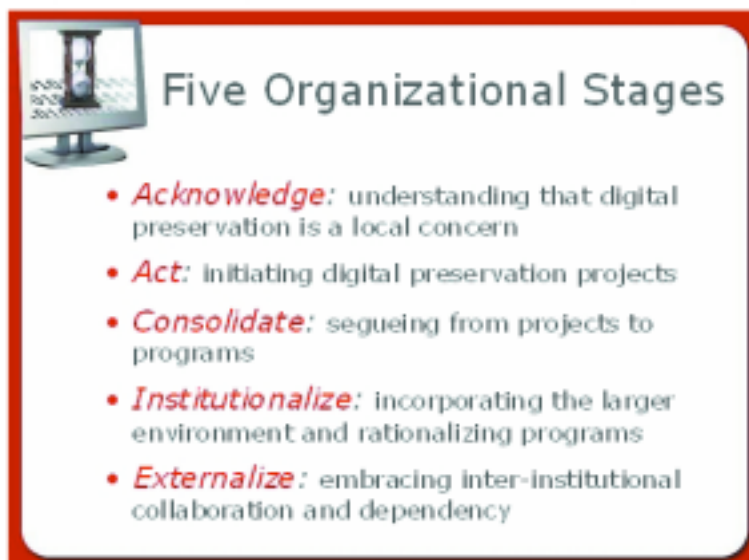 Five Organizational Stages
• Acknowledge: understanding that digital
preservation is a local concern
• Act: initiating digital preservation projects
• Consolidate: segueing from projects to
programs
• Institutionalize: incorporating the larger
environment and rationalizing programs
• Externalize: embracing inter-institutional
collaboration and dependency